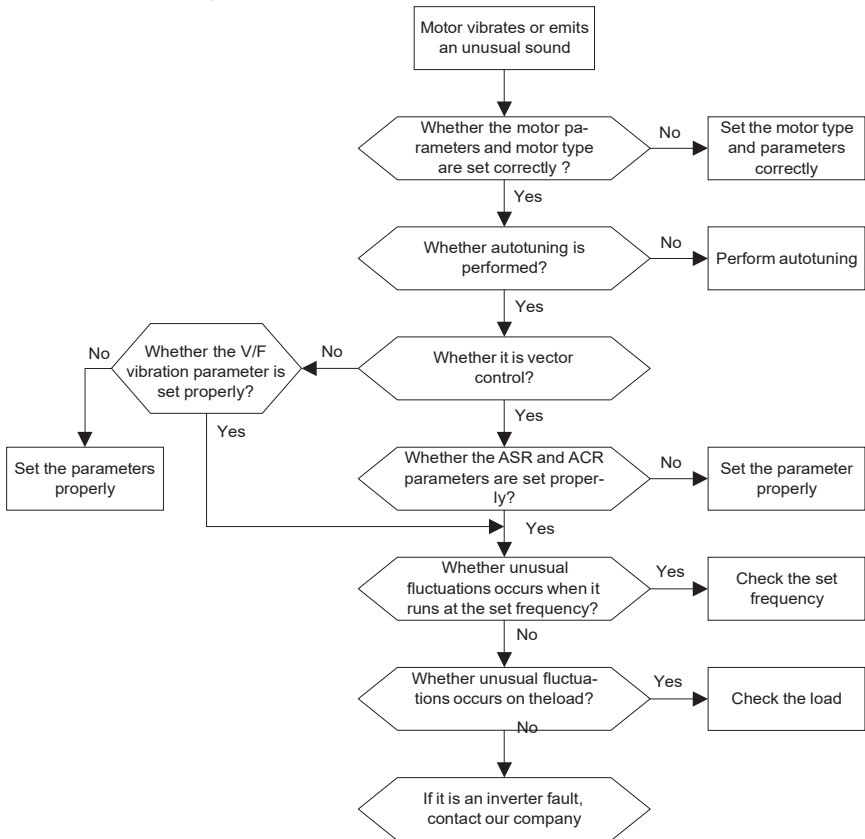 Motor vibrates or emits
an unusual sound
Whether the motor pa-
rameters and motor type
are set correctly ?
No
Set the motor type
and parameters
correctly
Yes
Whether autotuning is
performed?
No
Perform autotuning
Yes
Whether it is vector
control?
No
Whether the V/F
vibration parameter is
set properly?
No
Set the parameters
properly
Yes
Yes
Whether the ASR and ACR
parameters are set proper-
ly?
No
Set the parameter
properly
Yes
Whether unusual
fluctuations occurs when it
runs at the set frequency?
Yes
Check the set
frequency
No
Whether unusual fluctua-
tions occurs on theload?
Yes
Check the load
No
If it is an inverter fault,
contact our company